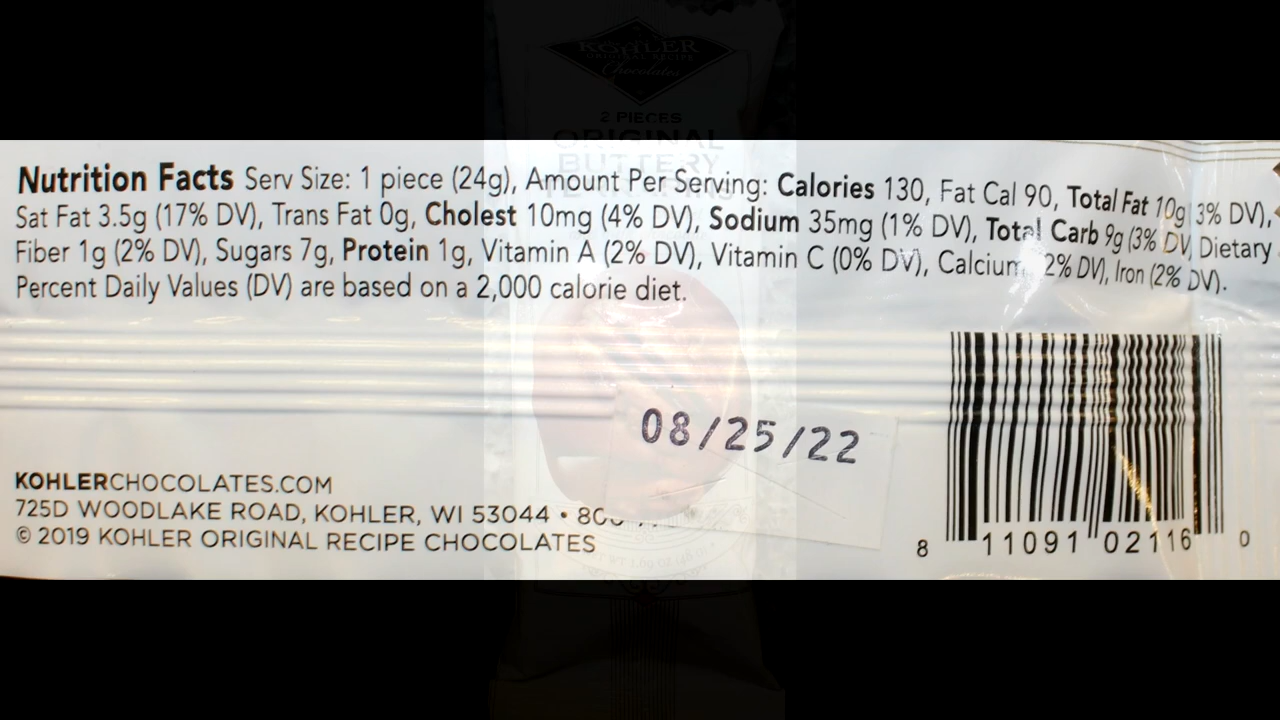 KOHLER
ORIGINAL RECIPE
Chocolates
2 PIECES
ORIGINAL
BUTTERY
Nutrition Facts Serv Size: 1 piece (24g), Amount Per Serving: Calories 130, Fat Cal 90, Total Fat 10g 3% DV),
Sat Fat 3.5g (17% DV), Trans Fat 0g, Cholest 10mg (4% DV), Sodium 35mg (1% DV), Total Carb 9g (3% DV, Dietary
Fiber 1g (2% DV), Sugars 7g, Protein 1g, Vitamin A (2% DV), Vitamin C (0% DV), Calcium 2% DV), Iron (2% DV).
Percent Daily Values (DV) are based on a 2,000 calorie diet.
08/25/22
KOHLERCHOCOLATES.COM
725D WOODLAKE ROAD, KOHLER, WI 53044 •
© 2019 KOHLER ORIGINAL RECIPE CHOCOLATES
8 11091 02116 0